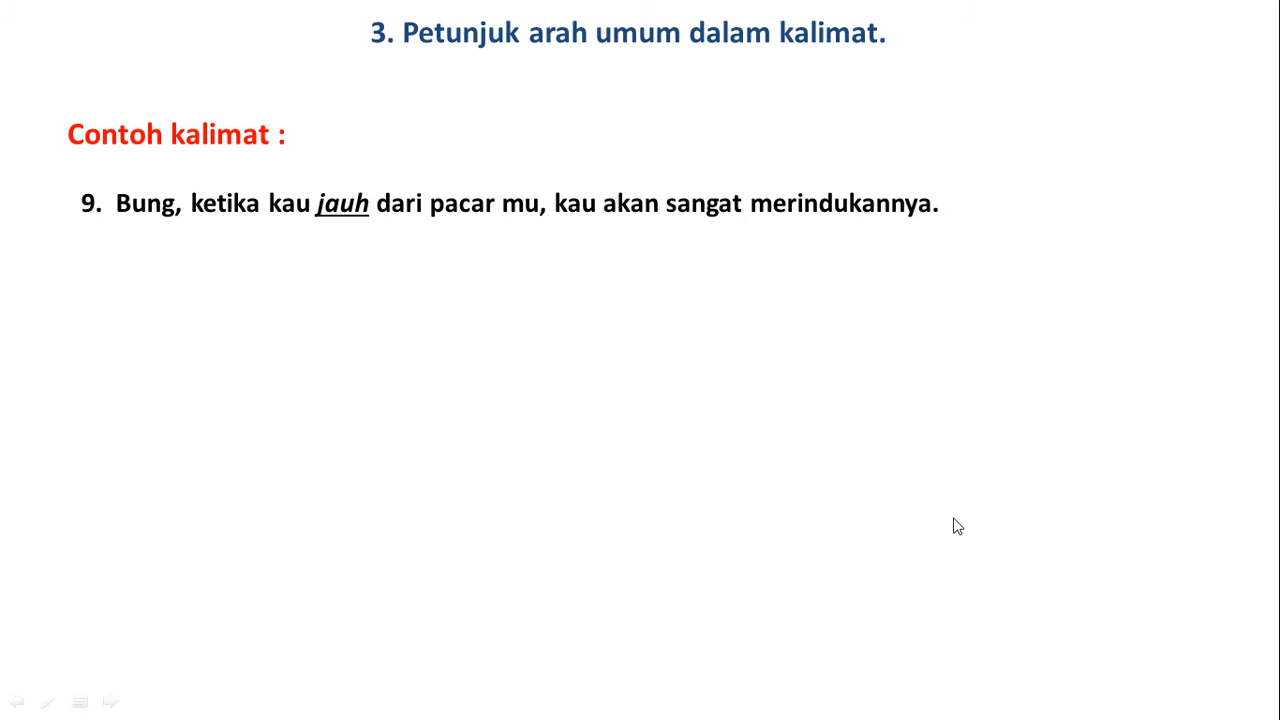 3. Petunjuk arah umum dalam kalimat.
Contoh kalimat :
9. Bung, ketika kau jauh dari pacar mu, kau akan sangat merindukannya.